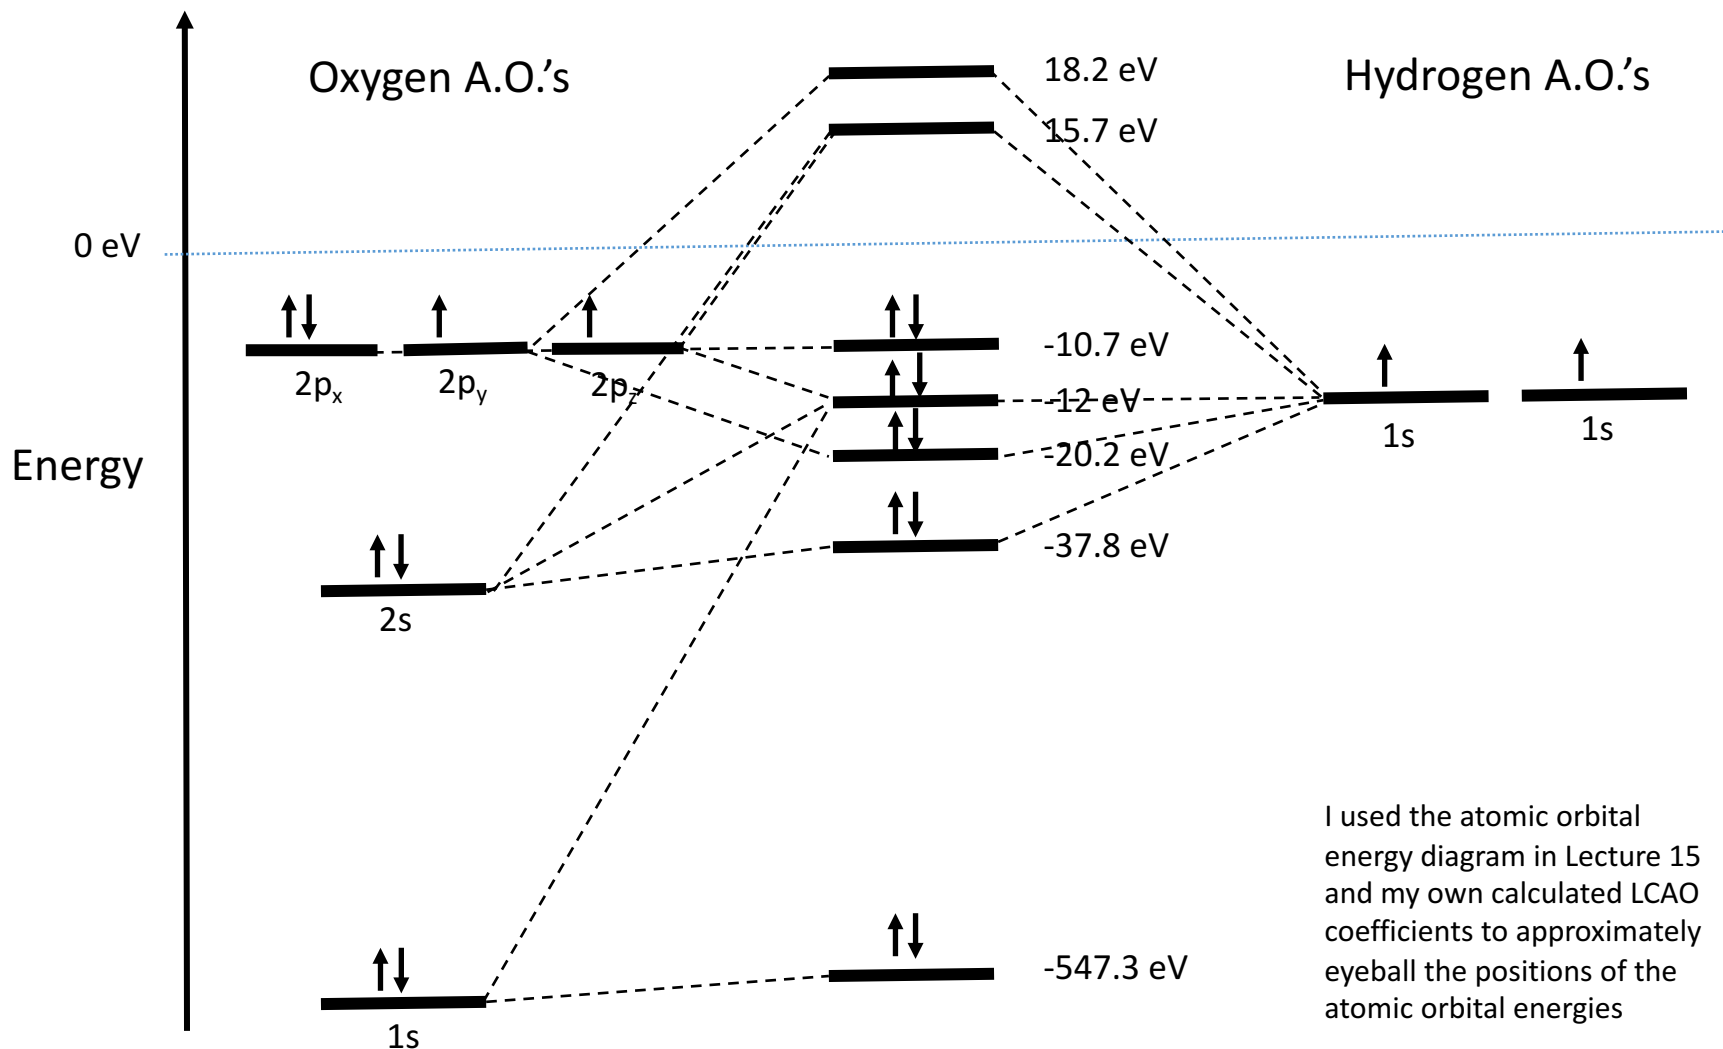 Oxygen A.O.'s
Hydrogen A.O.'s
18.2 eV
15.7 eV
0 eV
2pₓ
2pᵧ
2p_z
-10.7 eV
-12 eV
-20.2 eV
1s
1s
Energy
-37.8 eV
2s
-547.3 eV
1s
I used the atomic orbital
energy diagram in Lecture 15
and my own calculated LCAO
coefficients to approximately
eyeball the positions of the
atomic orbital energies